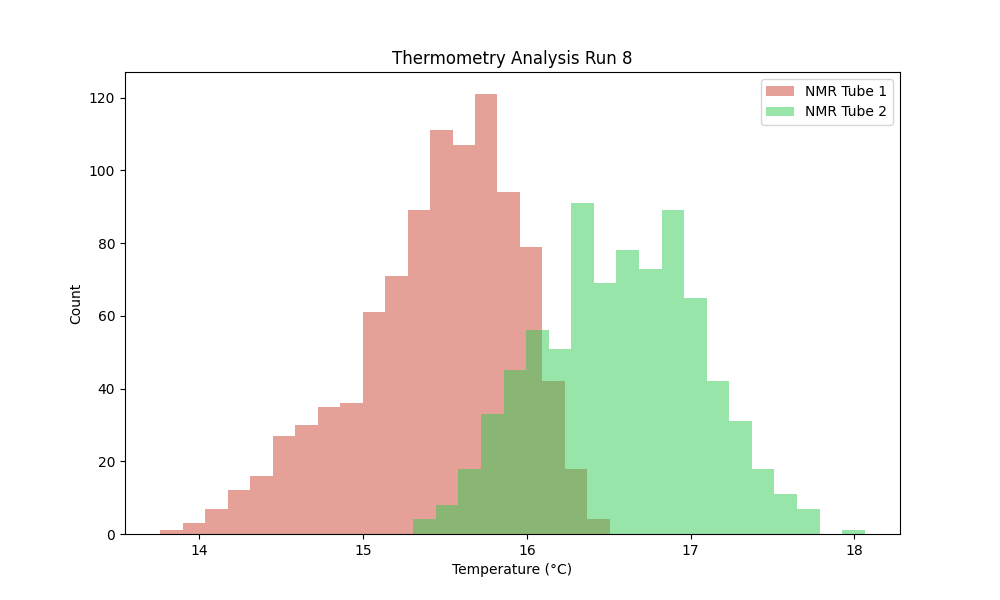 Thermometry Analysis Run 8
NMR Tube 1
NMR Tube 2
120
100
80
60
40
20
0
Count
14 15 16 17 18
Temperature (°C)